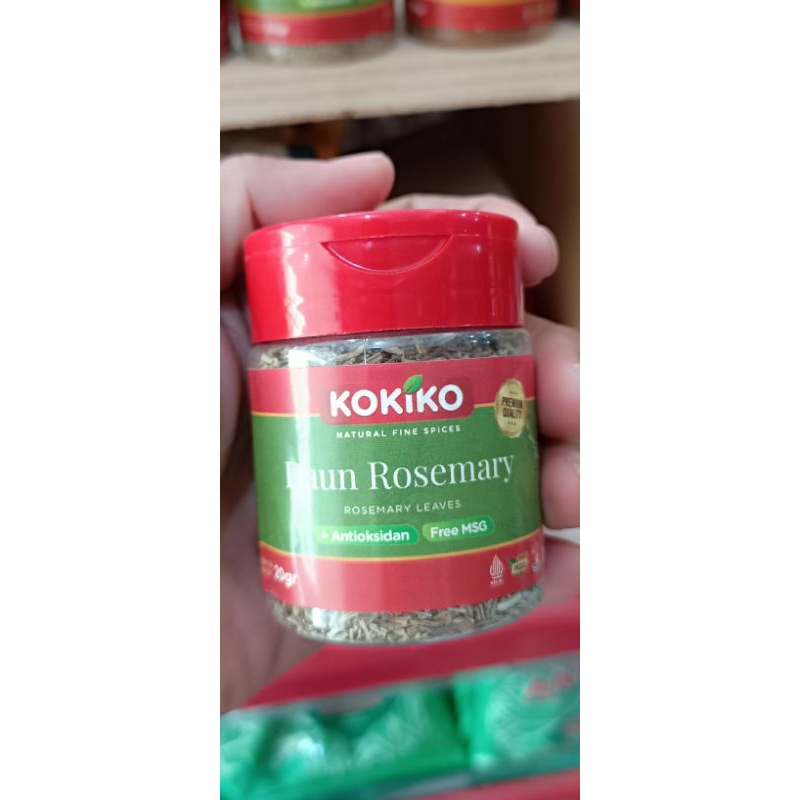 KOKIKO
NATURAL FINE SPICES
PREMIUM
QUALITY
Daun Rosemary
ROSEMARY LEAVES
+ Antioksidan
Free MSG
20gr